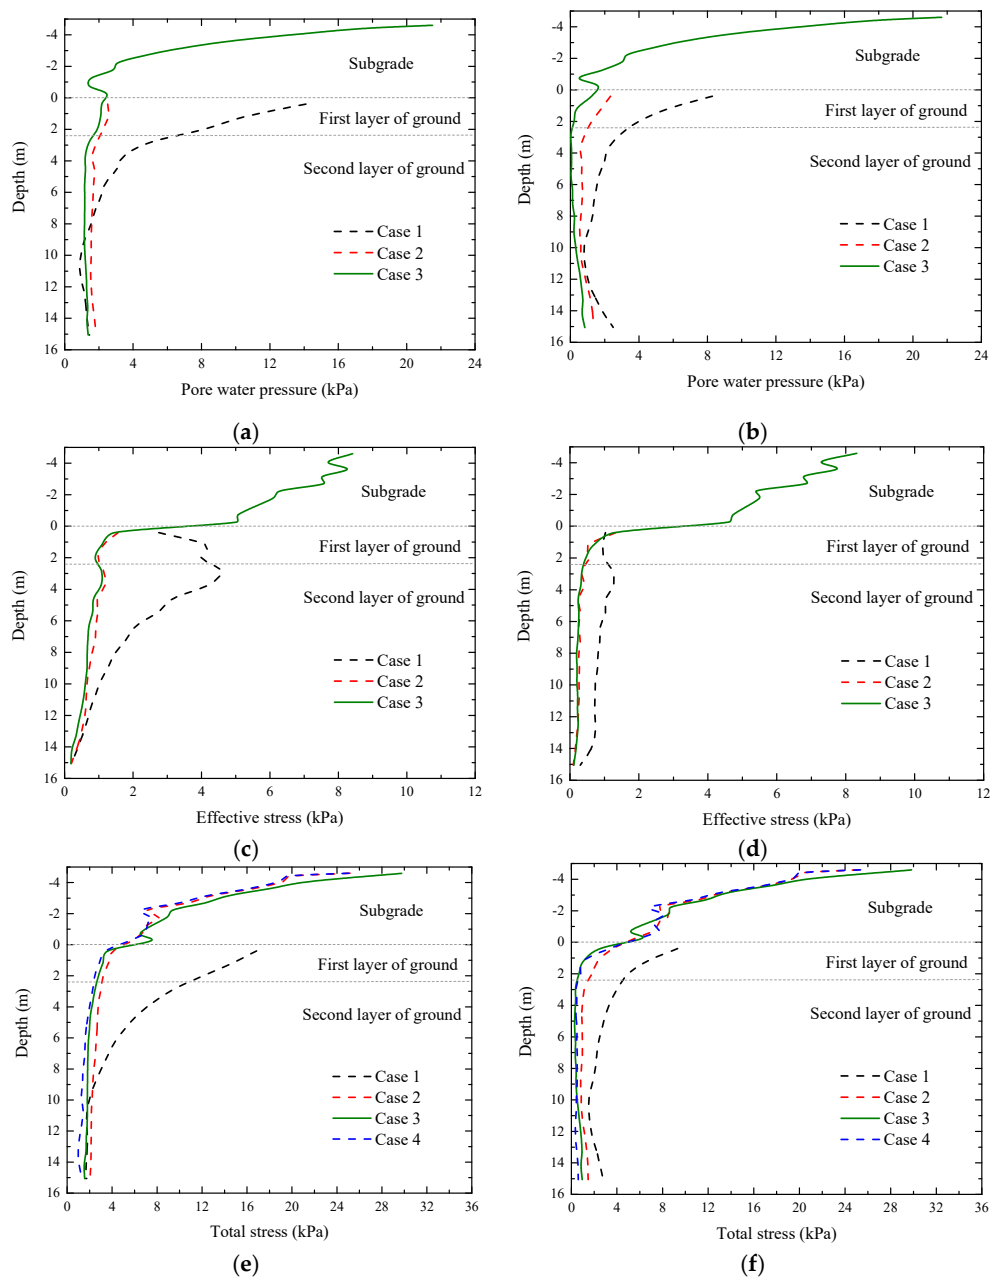 -4
-2
0
2
4
6
8
10
12
14
16
0
4
8
12
16
20
24
Depth (m)
Pore water pressure (kPa)
Subgrade
First layer of ground
Second layer of ground
Case 1
Case 2
Case 3
(a)
-4
-2
0
2
4
6
8
10
12
14
16
0
4
8
12
16
20
24
Depth (m)
Pore water pressure (kPa)
Subgrade
First layer of ground
Second layer of ground
Case 1
Case 2
Case 3
(b)
-4
-2
0
2
4
6
8
10
12
14
16
0
2
4
6
8
10
12
Depth (m)
Effective stress (kPa)
Subgrade
First layer of ground
Second layer of ground
Case 1
Case 2
Case 3
(c)
-4
-2
0
2
4
6
8
10
12
14
16
0
2
4
6
8
10
12
Depth (m)
Effective stress (kPa)
Subgrade
First layer of ground
Second layer of ground
Case 1
Case 2
Case 3
(d)
-4
-2
0
2
4
6
8
10
12
14
16
0
4
8
12
16
20
24
28
32
36
Depth (m)
Total stress (kPa)
Subgrade
First layer of ground
Second layer of ground
Case 1
Case 2
Case 3
Case 4
(e)
-4
-2
0
2
4
6
8
10
12
14
16
0
4
8
12
16
20
24
28
32
36
Depth (m)
Total stress (kPa)
Subgrade
First layer of ground
Second layer of ground
Case 1
Case 2
Case 3
Case 4
(f)